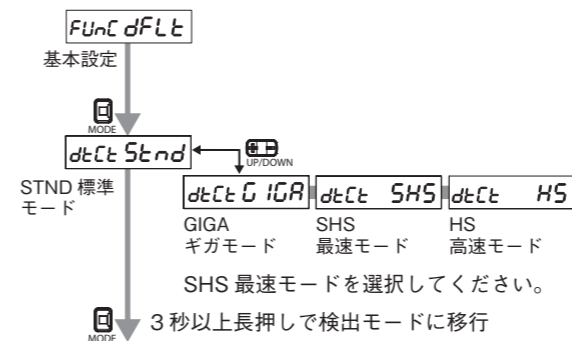 FUnC dFLt
基本設定
MODE
dtCt Stnd
UP/DOWN
STND 標準
モード
dtCt GIGA
dtCt SHS
dtCt HS
GIGA
ギガモード
SHS
最速モード
HS
高速モード
SHS 最速モードを選択してください。
3 秒以上長押しで検出モードに移行
MODE